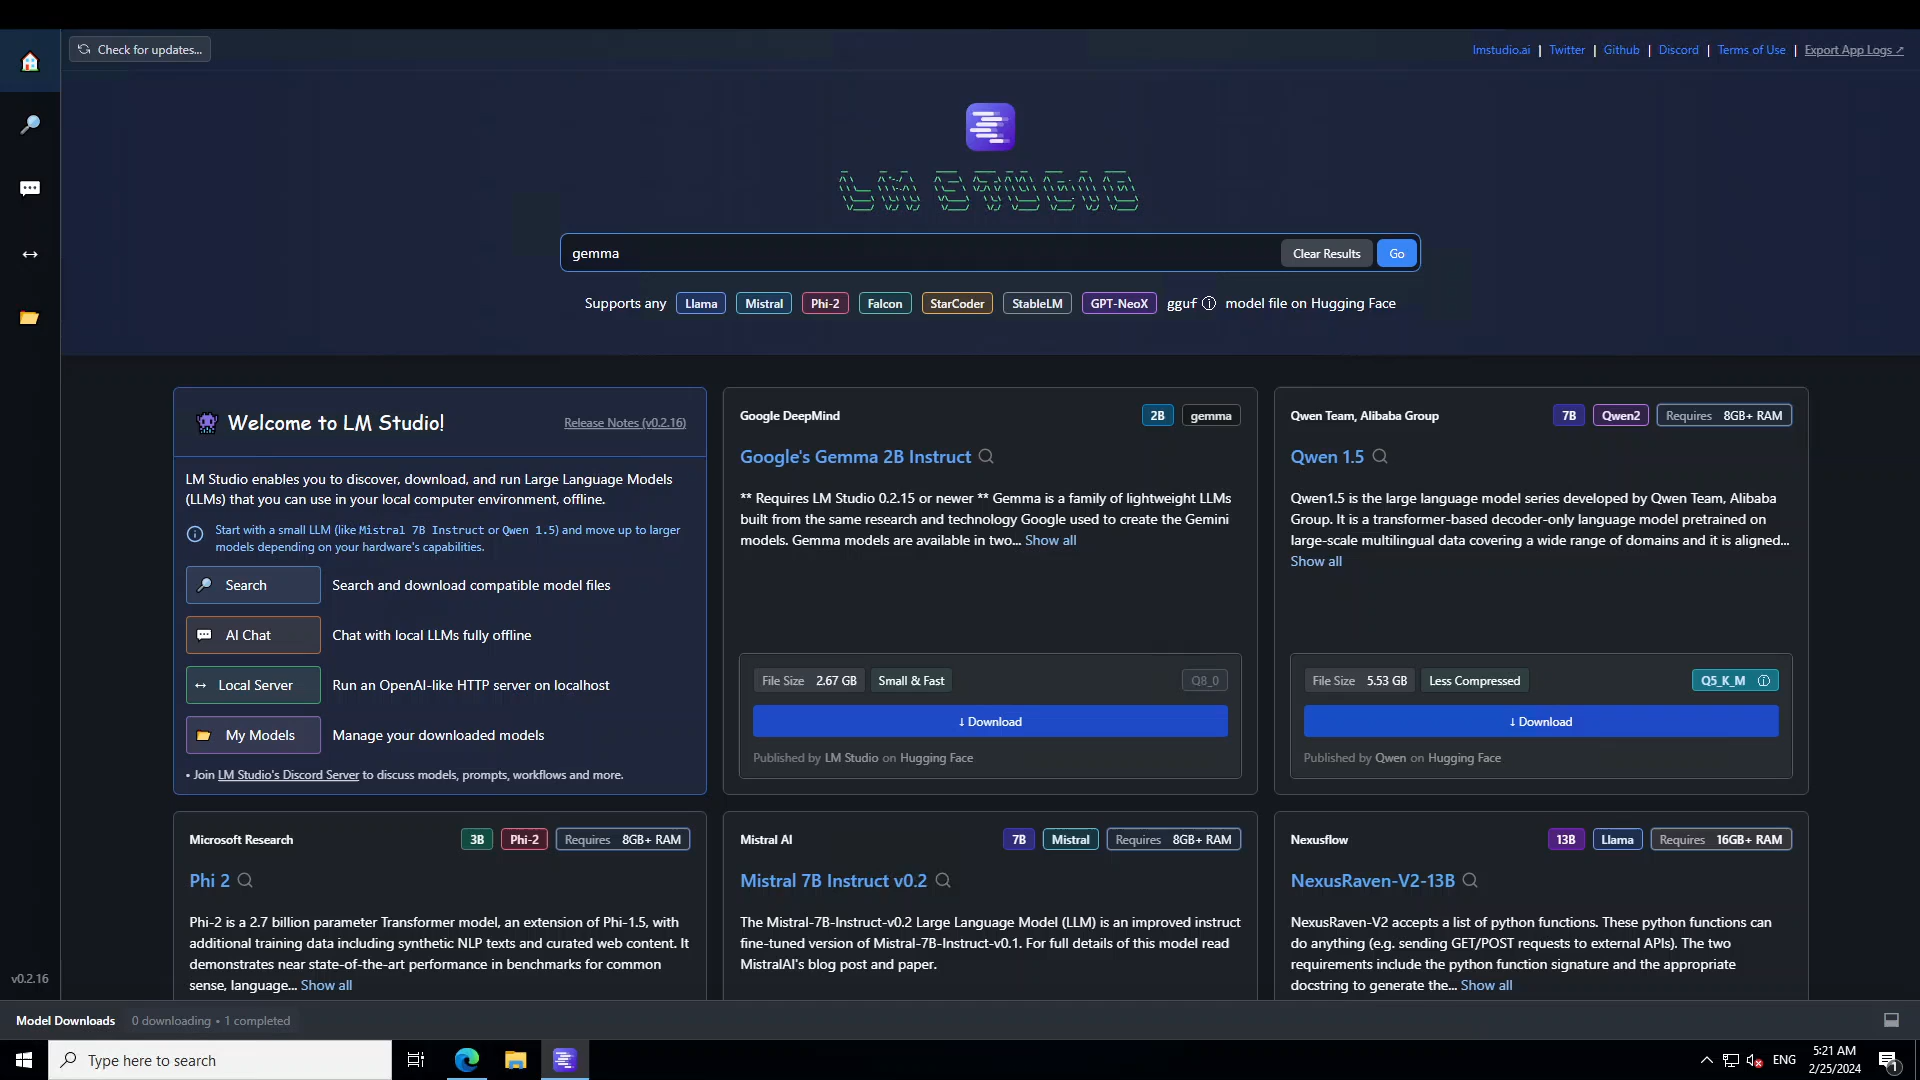 Check for updates...
lmstudio.ai | Twitter | Github | Discord | Terms of Use | Export App Logs ↗
LM STUDIO
gemma
Clear Results
Go
Supports any Llama Mistral Phi-2 Falcon StarCoder StableLM GPT-NeoX gguf ⓘ model file on Hugging Face
Welcome to LM Studio!
Release Notes (v0.2.16)
LM Studio enables you to discover, download, and run Large Language Models
(LLMs) that you can use in your local computer environment, offline.
Start with a small LLM (like Mistral 7B Instruct or Qwen 1.5) and move up to larger
models depending on your hardware's capabilities.
Search
Search and download compatible model files
AI Chat
Chat with local LLMs fully offline
↔ Local Server
Run an OpenAI-like HTTP server on localhost
My Models
Manage your downloaded models
• Join LM Studio's Discord Server to discuss models, prompts, workflows and more.
Google DeepMind
2B
gemma
Google's Gemma 2B Instruct
** Requires LM Studio 0.2.15 or newer ** Gemma is a family of lightweight LLMs
built from the same research and technology Google used to create the Gemini
models. Gemma models are available in two... Show all
File Size 2.67 GB
Small & Fast
Q8_0
↓ Download
Published by LM Studio on Hugging Face
Qwen Team, Alibaba Group
7B
Qwen2
Requires 8GB+ RAM
Qwen 1.5
Qwen1.5 is the large language model series developed by Qwen Team, Alibaba
Group. It is a transformer-based decoder-only language model pretrained on
large-scale multilingual data covering a wide range of domains and it is aligned...
Show all
File Size 5.53 GB
Less Compressed
Q5_K_M ⓘ
↓ Download
Published by Qwen on Hugging Face
Microsoft Research
3B
Phi-2
Requires 8GB+ RAM
Phi 2
Phi-2 is a 2.7 billion parameter Transformer model, an extension of Phi-1.5, with
additional training data including synthetic NLP texts and curated web content. It
demonstrates near state-of-the-art performance in benchmarks for common
sense, language... Show all
Mistral AI
7B
Mistral
Requires 8GB+ RAM
Mistral 7B Instruct v0.2
The Mistral-7B-Instruct-v0.2 Large Language Model (LLM) is an improved instruct
fine-tuned version of Mistral-7B-Instruct-v0.1. For full details of this model read
MistralAI's blog post and paper.
Nexusflow
13B
Llama
Requires 16GB+ RAM
NexusRaven-V2-13B
NexusRaven-V2 accepts a list of python functions. These python functions can
do anything (e.g. sending GET/POST requests to external APIs). The two
requirements include the python function signature and the appropriate
docstring to generate the... Show all
v0.2.16
Model Downloads 0 downloading • 1 completed
Type here to search
ENG
5:21 AM
2/25/2024
1